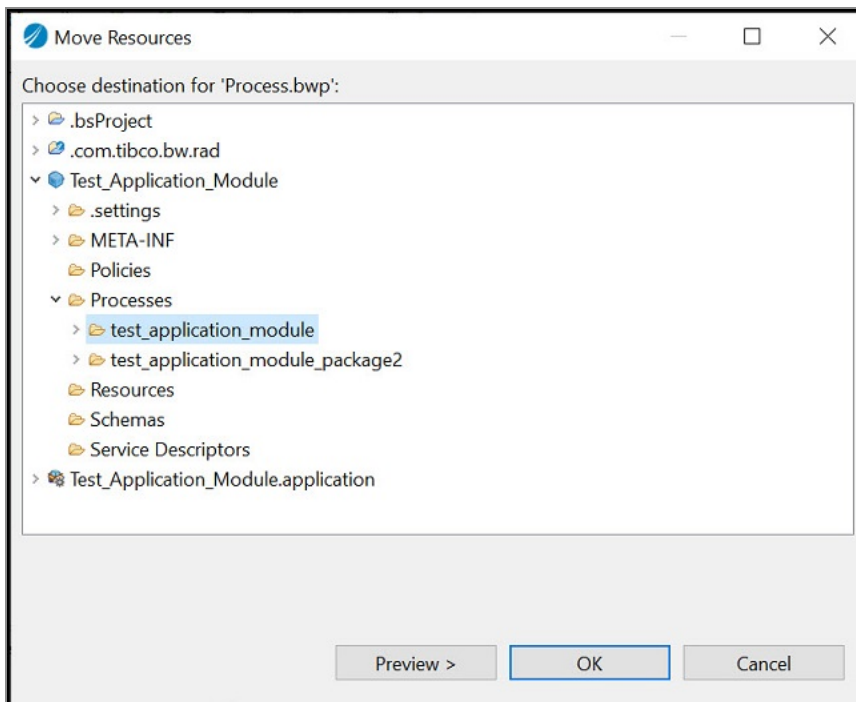 Move Resources
Choose destination for 'Process.bwp':
.bsProject
.com.tibco.bw.rad
Test_Application_Module
.settings
META-INF
Policies
Processes
test_application_module
test_application_module_package2
Resources
Schemas
Service Descriptors
Test_Application_Module.application
Preview > OK Cancel